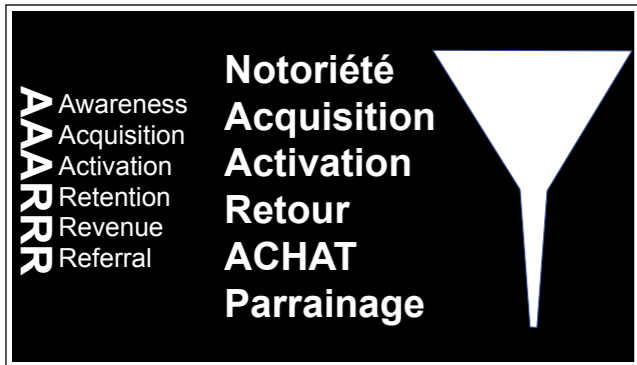 AAARRR
Awareness
Acquisition
Activation
Retention
Revenue
Referral
Notoriété
Acquisition
Activation
Retour
ACHAT
Parrainage